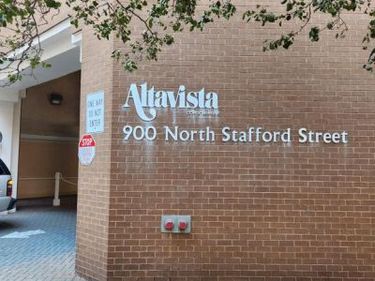 Altavista
900 North Stafford Street
ONE WAY
DO NOT
ENTER
STOP